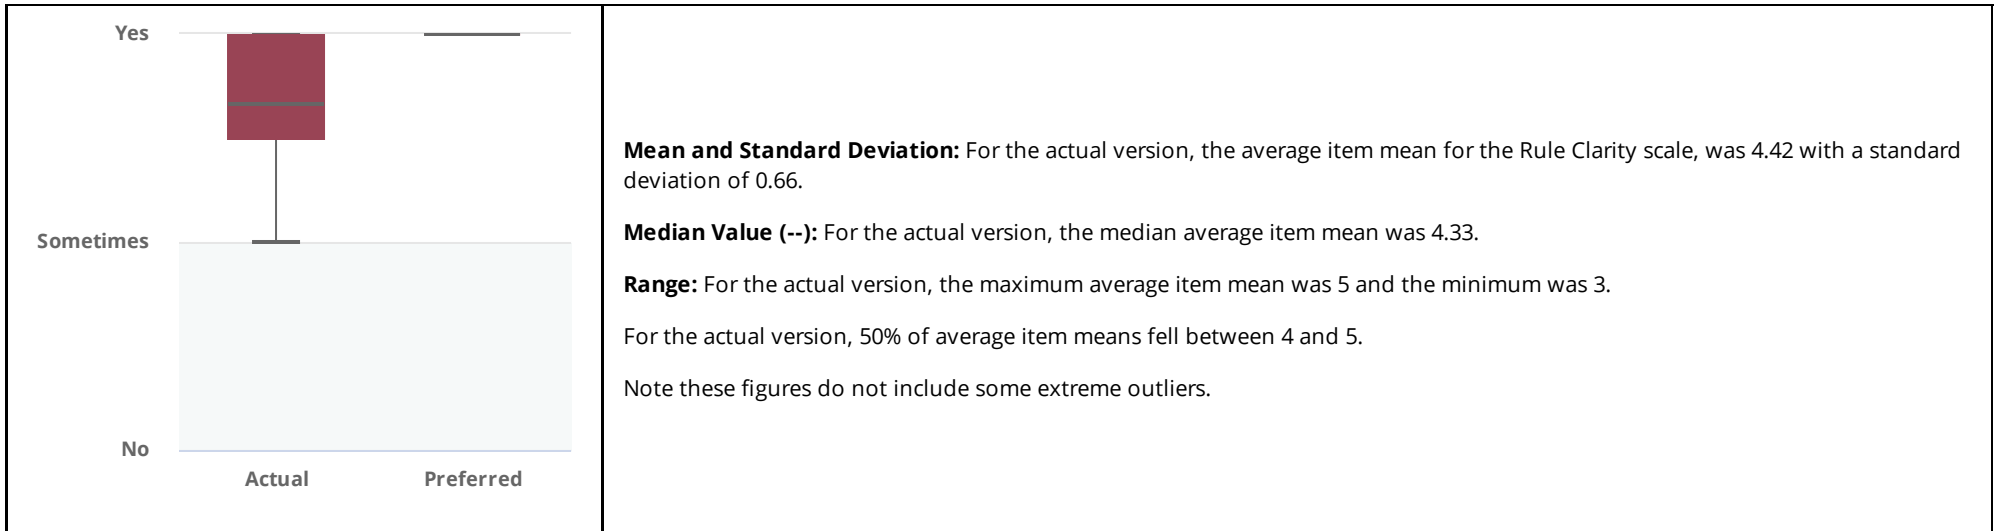 Yes
Sometimes
No
Actual Preferred
Mean and Standard Deviation: For the actual version, the average item mean for the Rule Clarity scale, was 4.42 with a standard
deviation of 0.66.
Median Value (--): For the actual version, the median average item mean was 4.33.
Range: For the actual version, the maximum average item mean was 5 and the minimum was 3.
For the actual version, 50% of average item means fell between 4 and 5.
Note these figures do not include some extreme outliers.